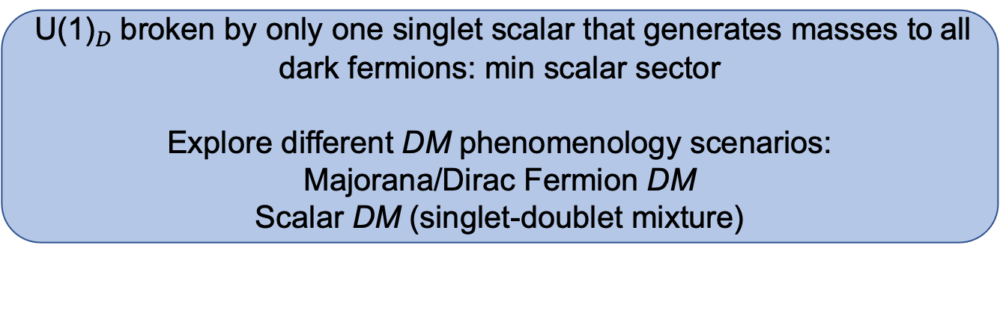 U(1)_D broken by only one singlet scalar that generates masses to all
dark fermions: min scalar sector
Explore different DM phenomenology scenarios:
Majorana/Dirac Fermion DM
Scalar DM (singlet-doublet mixture)